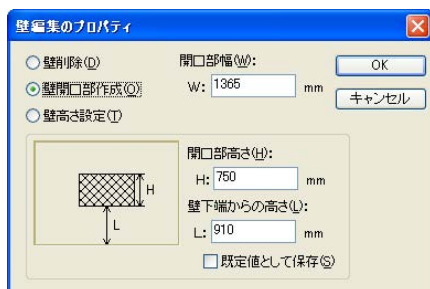 壁編集のプロパティ
壁削除(D)
壁開口部作成(O)
壁高さ設定(T)
開口部幅(W):
W: 1365 mm
OK
キャンセル
開口部高さ(H):
H: 750 mm
壁下端からの高さ(L):
L: 910 mm
既定値として保存(S)
H
L